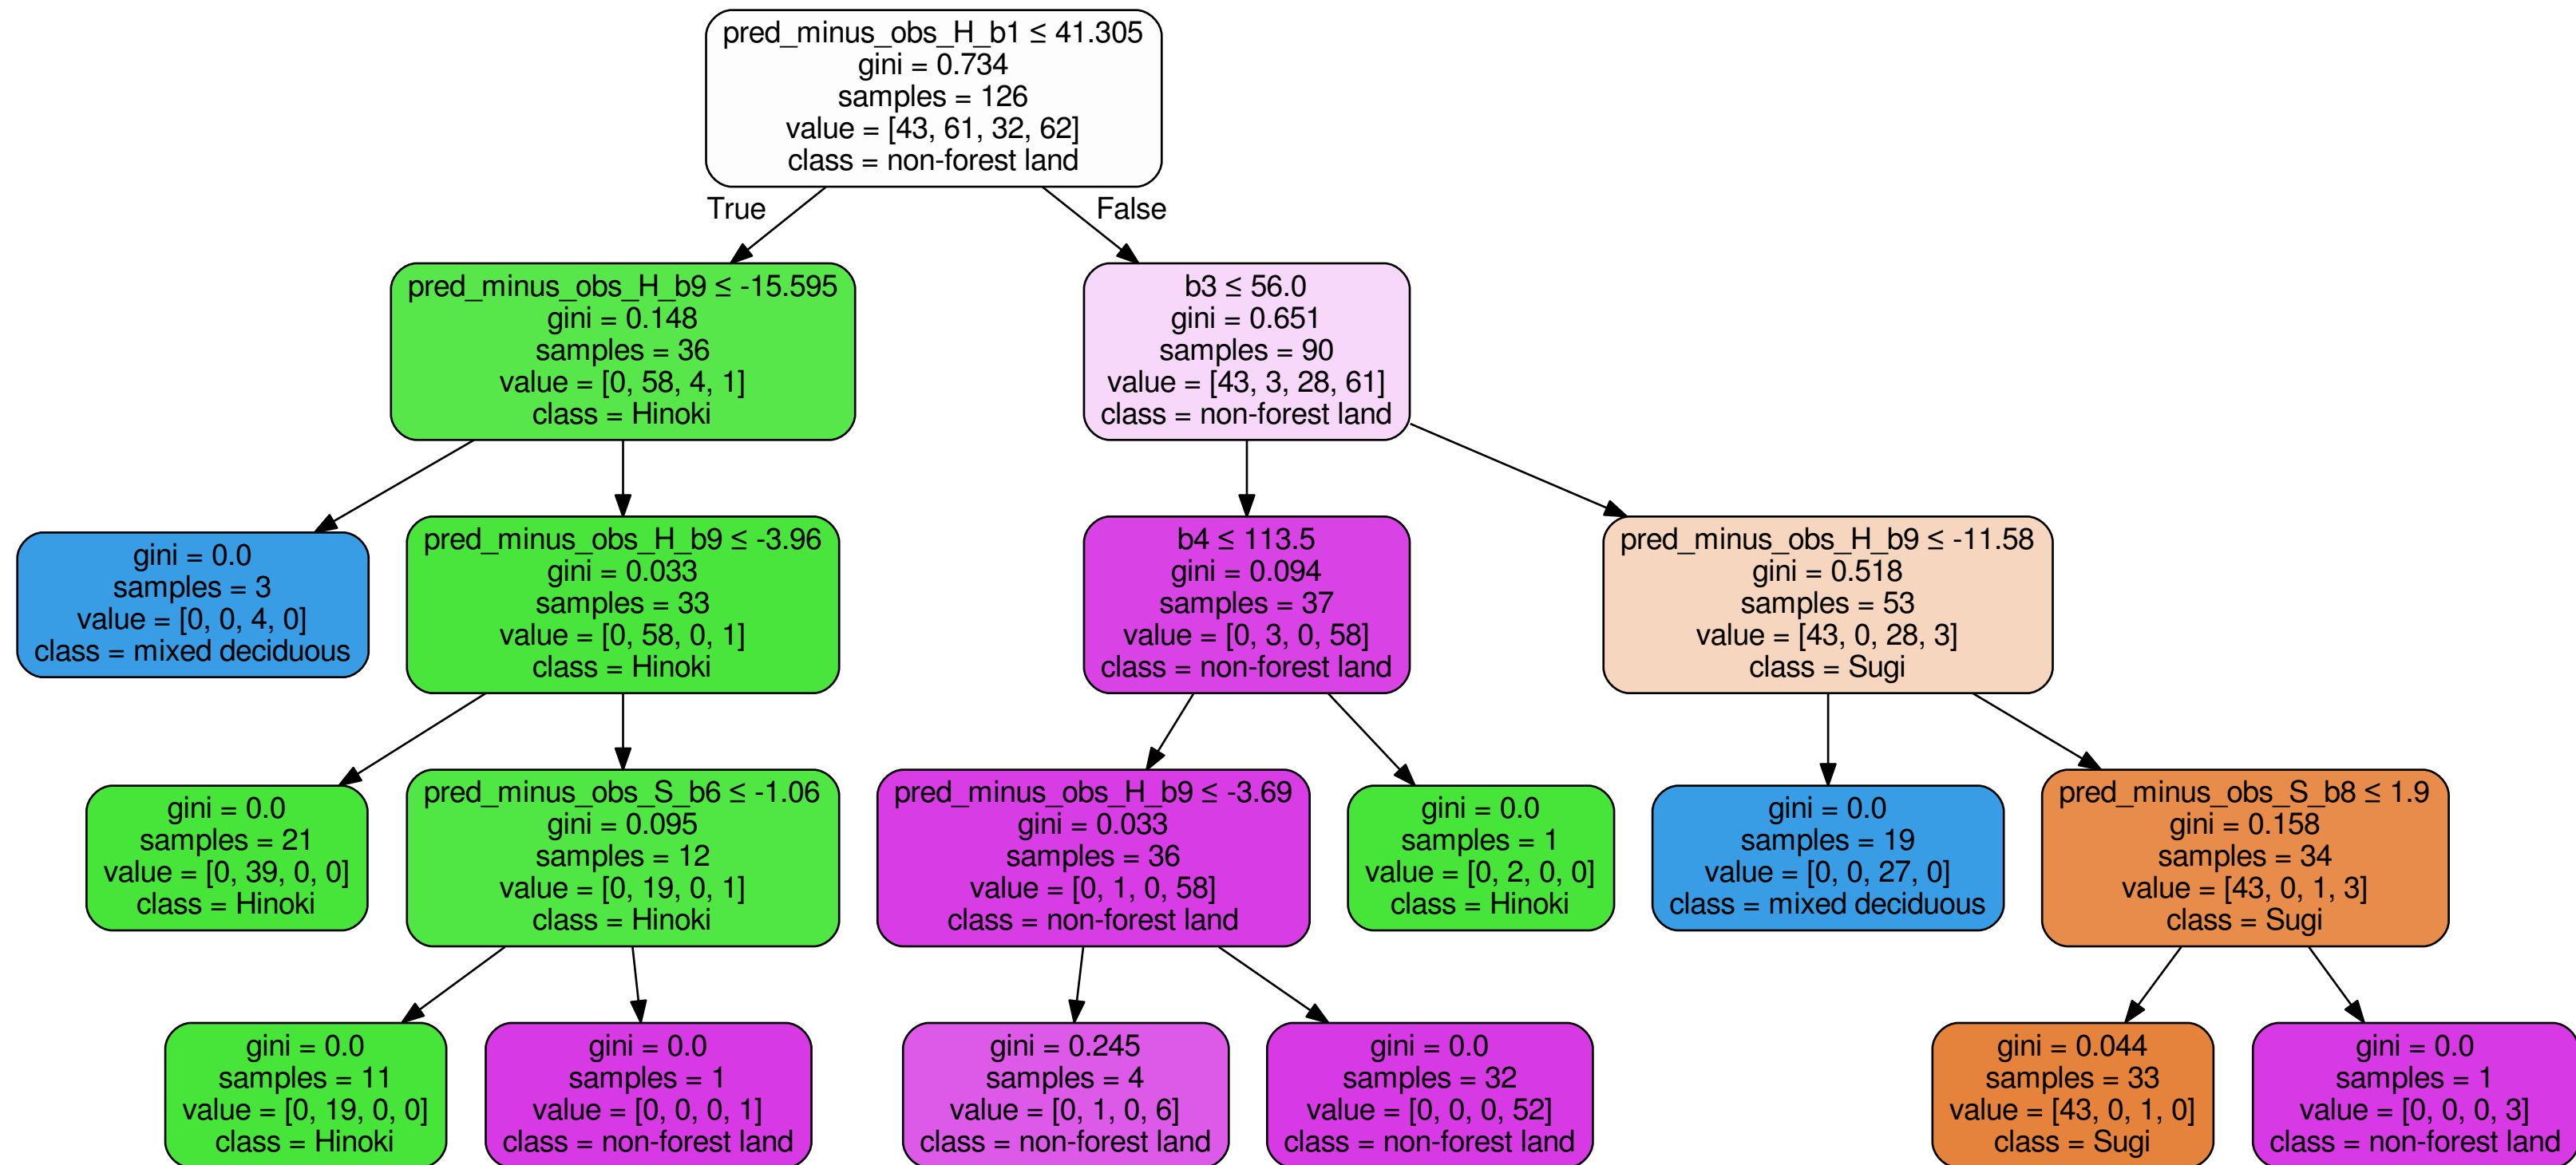 pred_minus_obs_H_b1 ≤ 41.305
gini = 0.734
samples = 126
value = [43, 61, 32, 62]
class = non-forest land
True
False
pred_minus_obs_H_b9 ≤ -15.595
gini = 0.148
samples = 36
value = [0, 58, 4, 1]
class = Hinoki
b3 ≤ 56.0
gini = 0.651
samples = 90
value = [43, 3, 28, 61]
class = non-forest land
gini = 0.0
samples = 3
value = [0, 0, 4, 0]
class = mixed deciduous
pred_minus_obs_H_b9 ≤ -3.96
gini = 0.033
samples = 33
value = [0, 58, 0, 1]
class = Hinoki
b4 ≤ 113.5
gini = 0.094
samples = 37
value = [0, 3, 0, 58]
class = non-forest land
pred_minus_obs_H_b9 ≤ -11.58
gini = 0.518
samples = 53
value = [43, 0, 28, 3]
class = Sugi
gini = 0.0
samples = 21
value = [0, 39, 0, 0]
class = Hinoki
pred_minus_obs_S_b6 ≤ -1.06
gini = 0.095
samples = 12
value = [0, 19, 0, 1]
class = Hinoki
pred_minus_obs_H_b9 ≤ -3.69
gini = 0.033
samples = 36
value = [0, 1, 0, 58]
class = non-forest land
gini = 0.0
samples = 1
value = [0, 2, 0, 0]
class = Hinoki
gini = 0.0
samples = 19
value = [0, 0, 27, 0]
class = mixed deciduous
pred_minus_obs_S_b8 ≤ 1.9
gini = 0.158
samples = 34
value = [43, 0, 1, 3]
class = Sugi
gini = 0.0
samples = 11
value = [0, 19, 0, 0]
class = Hinoki
gini = 0.0
samples = 1
value = [0, 0, 0, 1]
class = non-forest land
gini = 0.245
samples = 4
value = [0, 1, 0, 6]
class = non-forest land
gini = 0.0
samples = 32
value = [0, 0, 0, 52]
class = non-forest land
gini = 0.044
samples = 33
value = [43, 0, 1, 0]
class = Sugi
gini = 0.0
samples = 1
value = [0, 0, 0, 3]
class = non-forest land